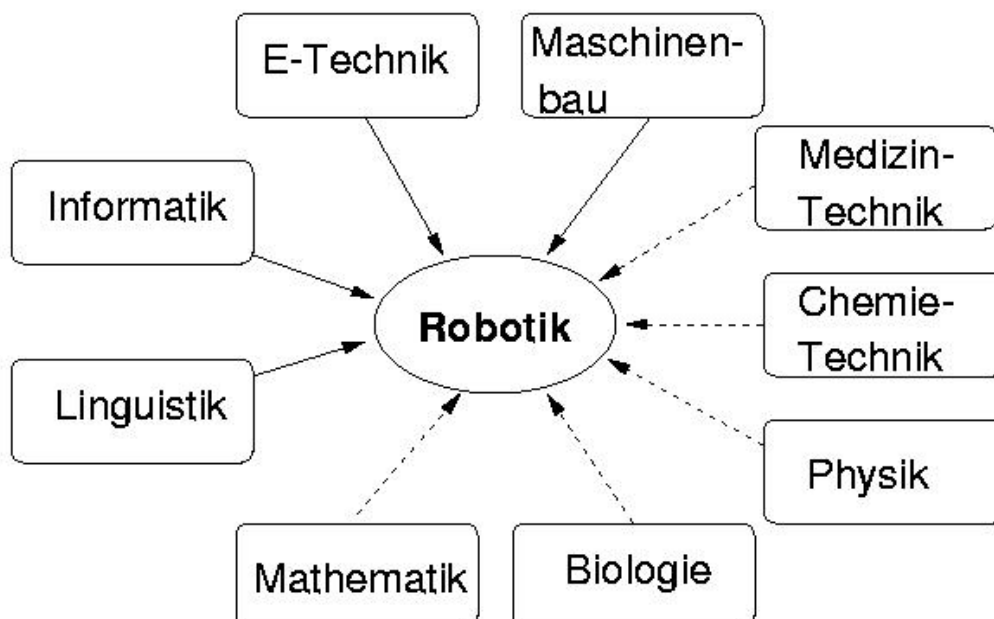 E-Technik
Maschinen-
bau
Informatik
Medizin-
Technik
Robotik
Chemie-
Technik
Linguistik
Physik
Mathematik
Biologie